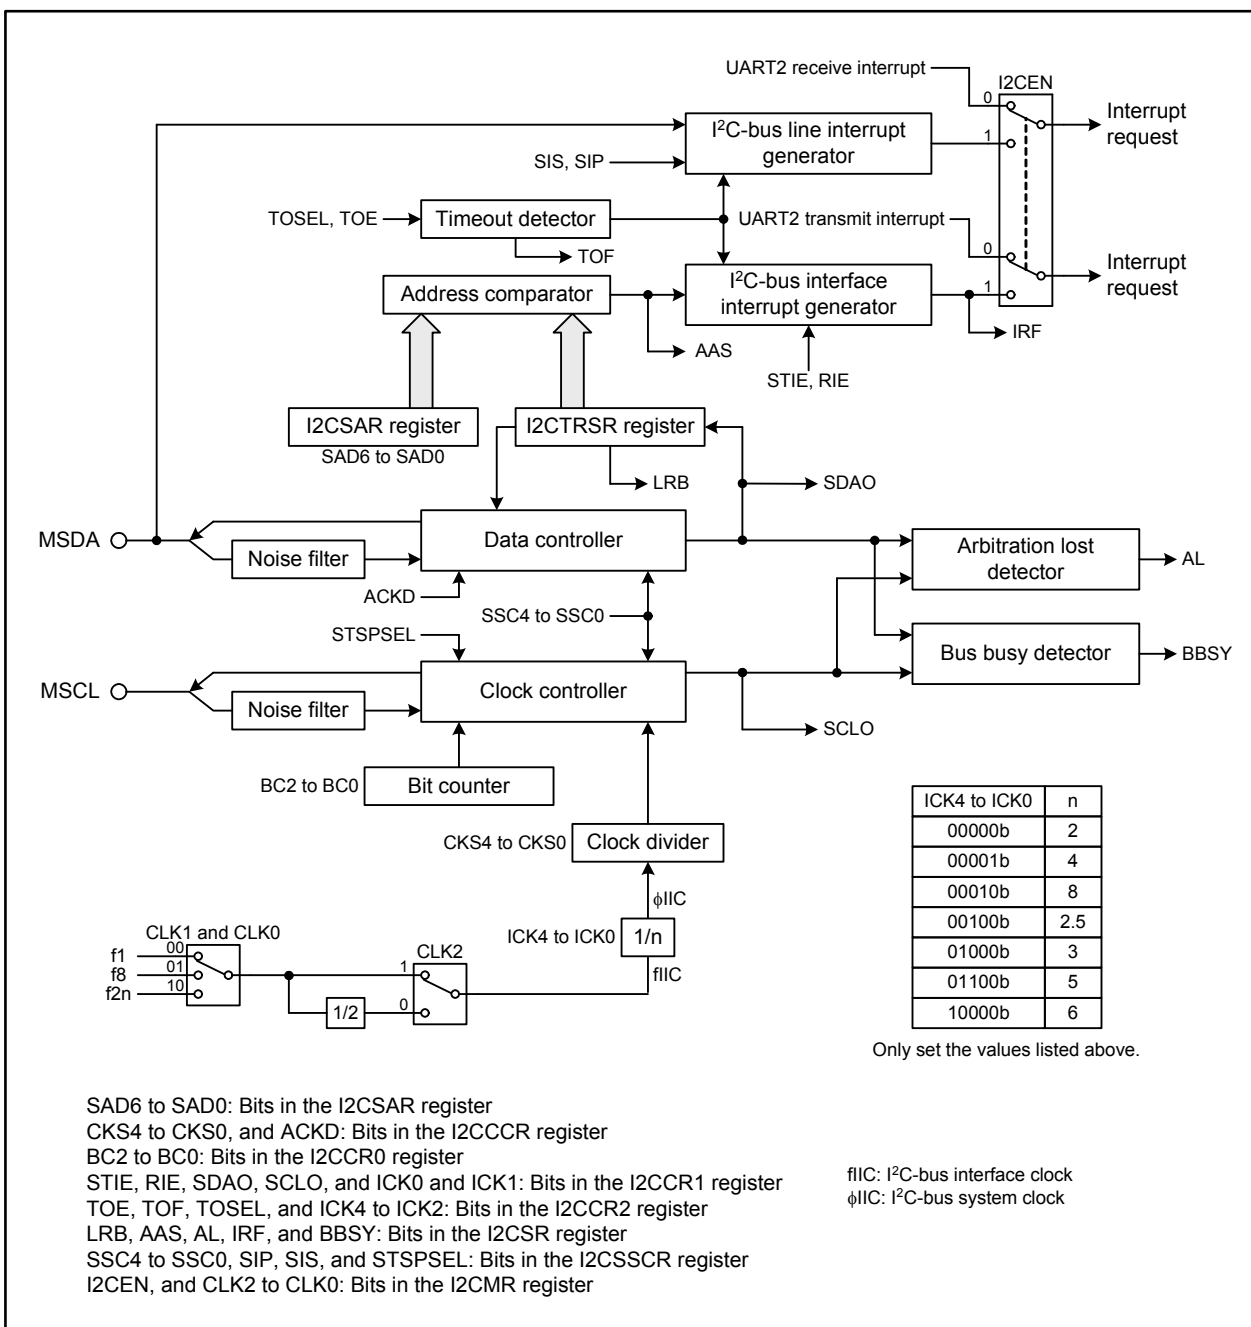 UART2 receive interrupt
I2CEN
0
Interrupt
request
I²C-bus line interrupt
generator
1
SIS, SIP
TOSEL, TOE
Timeout detector
UART2 transmit interrupt
TOF
0
Interrupt
request
Address comparator
I²C-bus interface
interrupt generator
1
IRF
AAS
STIE, RIE
I2CSAR register
I2CTRSR register
SAD6 to SAD0
LRB
SDAO
MSDA
Data controller
Noise filter
Arbitration lost
detector
AL
ACKD
SSC4 to SSC0
STSPSEL
Bus busy detector
BBSY
MSCL
Clock controller
Noise filter
SCLO
BC2 to BC0
Bit counter
CKS4 to CKS0
Clock divider
ϕIIC
ICK4 to ICK0
1/n
fIIC
CLK1 and CLK0
f1
00
f8
01
f2n
10
CLK2
1
1/2
0
ICK4 to ICK0 n
00000b 2
00001b 4
00010b 8
00100b 2.5
01000b 3
01100b 5
10000b 6
Only set the values listed above.
SAD6 to SAD0: Bits in the I2CSAR register
CKS4 to CKS0, and ACKD: Bits in the I2CCCR register
BC2 to BC0: Bits in the I2CCR0 register
STIE, RIE, SDAO, SCLO, and ICK0 and ICK1: Bits in the I2CCR1 register
TOE, TOF, TOSEL, and ICK4 to ICK2: Bits in the I2CCR2 register
LRB, AAS, AL, IRF, and BBSY: Bits in the I2CSR register
SSC4 to SSC0, SIP, SIS, and STSPSEL: Bits in the I2CSSCR register
I2CEN, and CLK2 to CLK0: Bits in the I2CMR register
fIIC: I²C-bus interface clock
ϕIIC: I²C-bus system clock